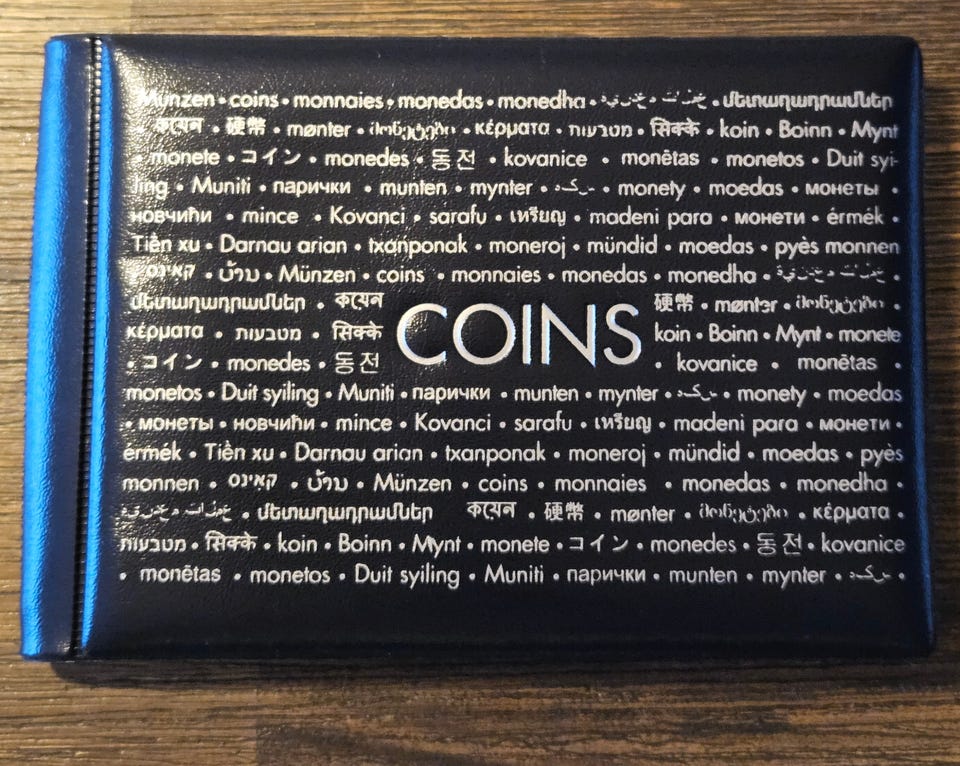 Münzen • coins • monnaies • monedas • monedha • • մետաղադրամներ
কয়েন • 硬幣 • mønter • მონეტები • κέρματα • מטבעות • सिक्के • koin • Boinn • Mynt
• monete • コイン • monedes • 동전 • kovanice • monētas • monetos • Duit syi-
ling • Muniti • парички • munten • mynter • • monety • moedas • монеты •
новчићи • mince • Kovanci • sarafu • เหรียญ • madeni para • монети • érmék •
Tiền xu • Darnau arian • txanponak • moneroj • mündid • moedas • pyès monnen
• קאינס • • Münzen • coins • monnaies • monedas • monedha • •
մետաղադրամներ • কয়েন 硬幣 • mønter • მონეტები •
κέρματα • מטבעות • सिक्के COINS koin • Boinn • Mynt • monete
• コイン • monedes • 동전 • kovanice • monētas •
monetos • Duit syiling • Muniti • парички • munten • mynter • • monety • moedas
• монеты • новчићи • mince • Kovanci • sarafu • เหรียญ • madeni para • монети •
érmék • Tiền xu • Darnau arian • txanponak • moneroj • mündid • moedas • pyès
monnen • קאינס • • Münzen • coins • monnaies • monedas • monedha •
• մետաղադրամներ কয়েন • 硬幣 • mønter • მონეტები • κέρματα •
מטבעות • सिक्के • koin • Boinn • Mynt • monete • コイン • monedes • 동전 • kovanice
• monētas • monetos • Duit syiling • Muniti • парички • munten • mynter • •